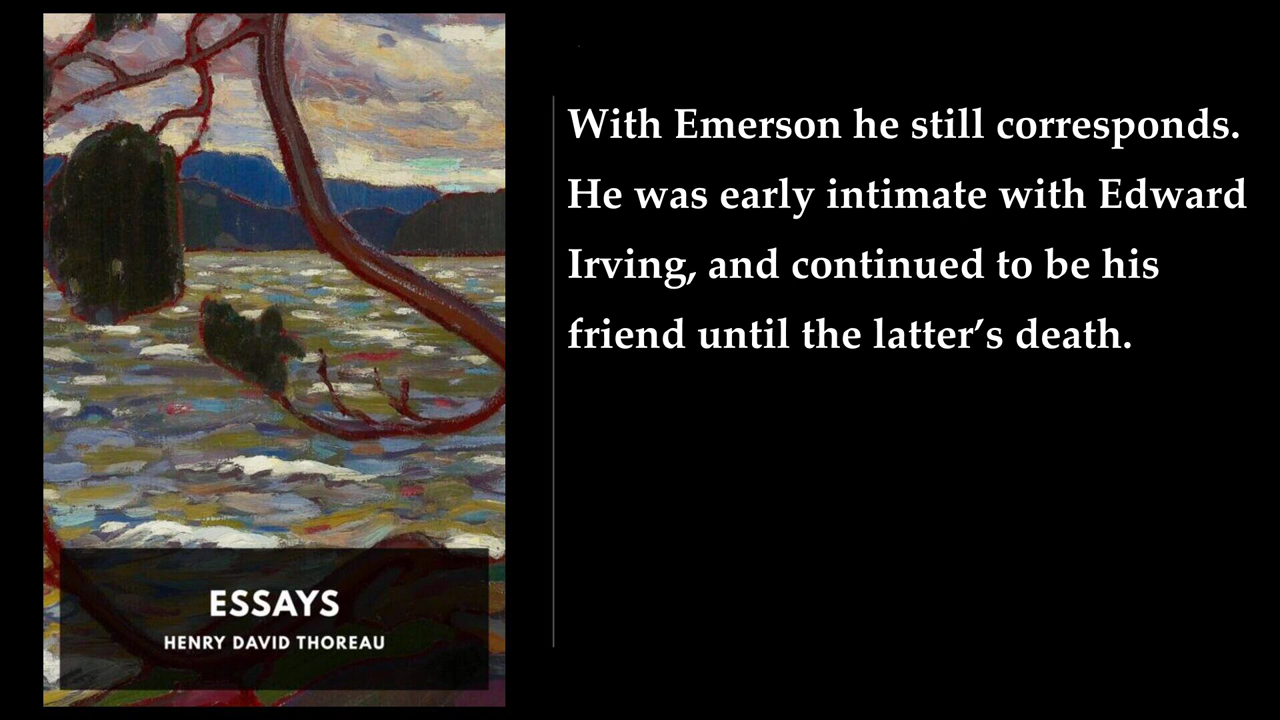 With Emerson he still corresponds.
He was early intimate with Edward
Irving, and continued to be his
friend until the latter’s death.
ESSAYS
HENRY DAVID THOREAU